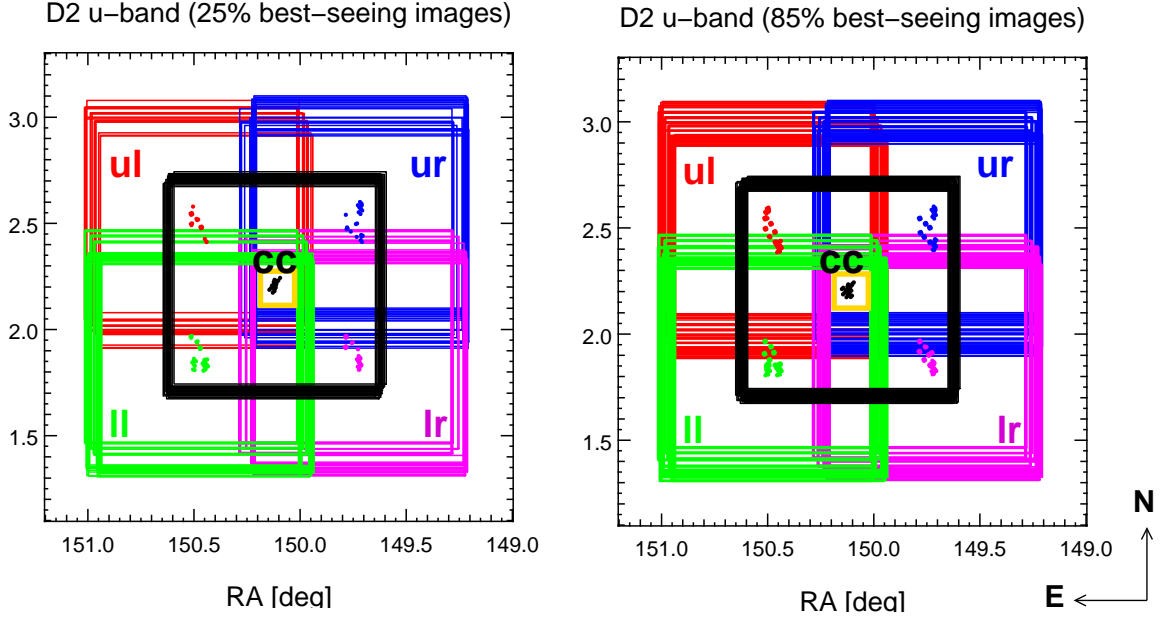 D2 u−band (25% best−seeing images)
3.0
2.5
2.0
1.5
ul
ur
cc
ll
lr
151.0 150.5 150.0 149.5 149.0
RA [deg]
D2 u−band (85% best−seeing images)
3.0
2.5
2.0
1.5
ul
ur
cc
ll
lr
151.0 150.5 150.0 149.5 149.0
RA [deg]
N
E